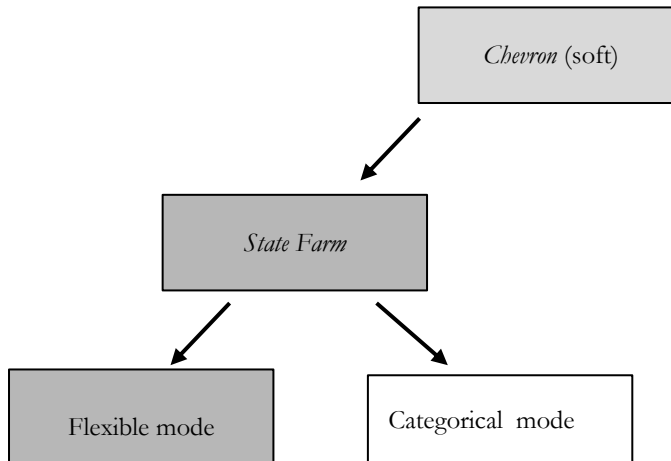 Chevron (soft)
State Farm
Flexible mode
Categorical mode